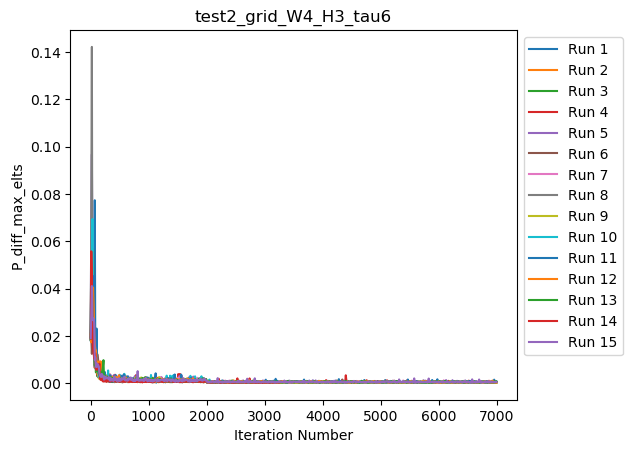 test2_grid_W4_H3_tau6
P_diff_max_elts
0.14
0.12
0.10
0.08
0.06
0.04
0.02
0.00
0
1000
2000
3000
4000
5000
6000
7000
Iteration Number
Run 1
Run 2
Run 3
Run 4
Run 5
Run 6
Run 7
Run 8
Run 9
Run 10
Run 11
Run 12
Run 13
Run 14
Run 15